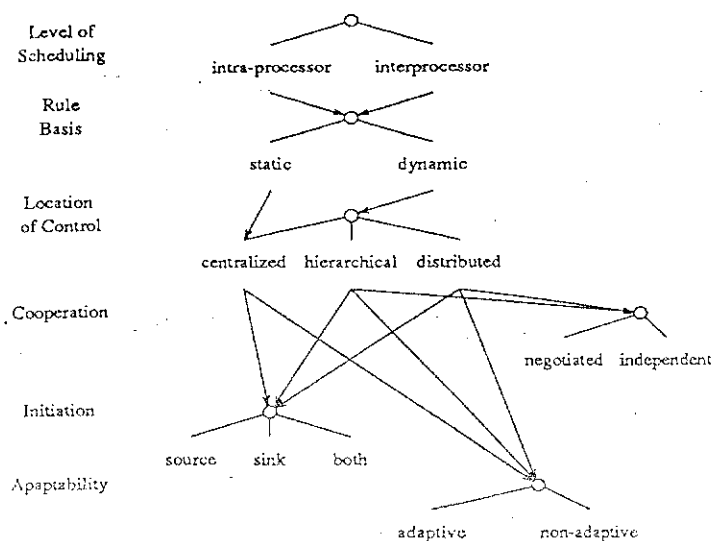 Level of
Scheduling
intra-processor interprocessor
Rule
Basis
static dynamic
Location
of Control
centralized hierarchical distributed
Cooperation
negotiated independent
Initiation
source sink both
Apaptability
adaptive non-adaptive